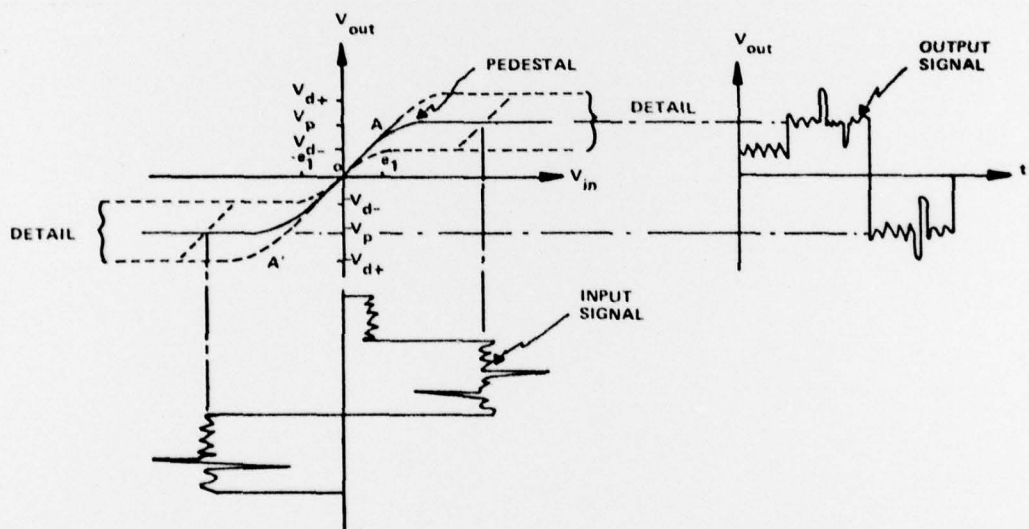 V_out
PEDESTAL
V_d+
A
V_p
V_d-
-e_1
o
e_1
V_in
DETAIL
V_out
OUTPUT
SIGNAL
t
DETAIL
V_d-
V_p
V_d+
A'
INPUT
SIGNAL